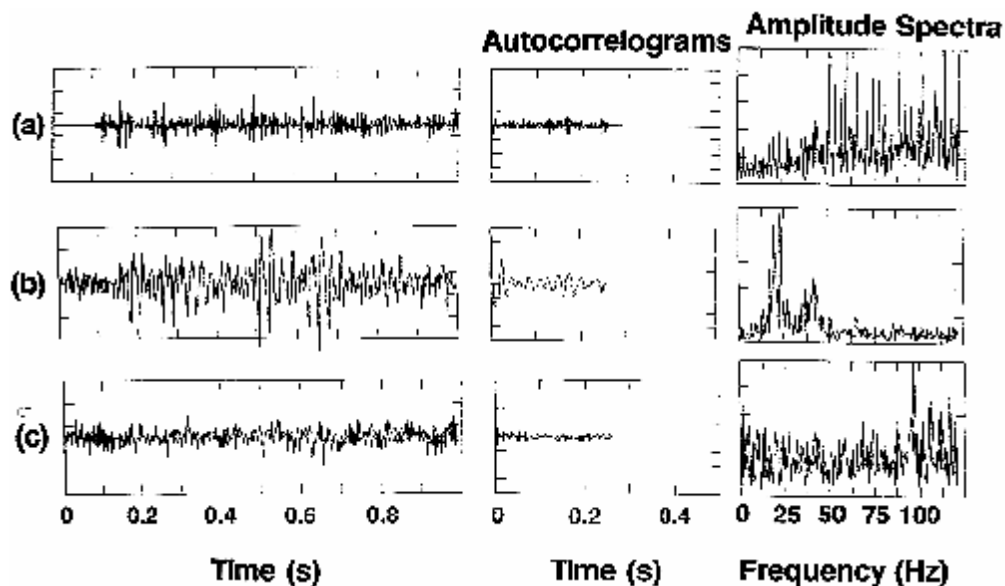 Autocorrelograms
Amplitude Spectra
(a)
(b)
(c)
0 0.2 0.4 0.6 0.8
0 0.2 0.4
0 25 50 75 100
Time (s)
Time (s)
Frequency (Hz)